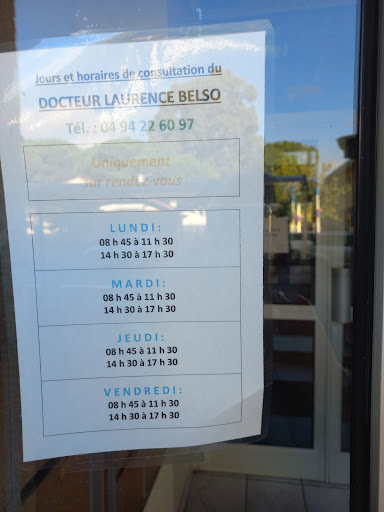 Jours et horaires de consultation du
DOCTEUR LAURENCE BELSO
Tél. : 04 94 22 60 97
Uniquement
sur rendez-vous
LUNDI :
08 h 45 à 11 h 30
14 h 30 à 17 h 30
MARDI :
08 h 45 à 11 h 30
14 h 30 à 17 h 30
JEUDI :
08 h 45 à 11 h 30
14 h 30 à 17 h 30
VENDREDI :
08 h 45 à 11 h 30
14 h 30 à 17 h 30